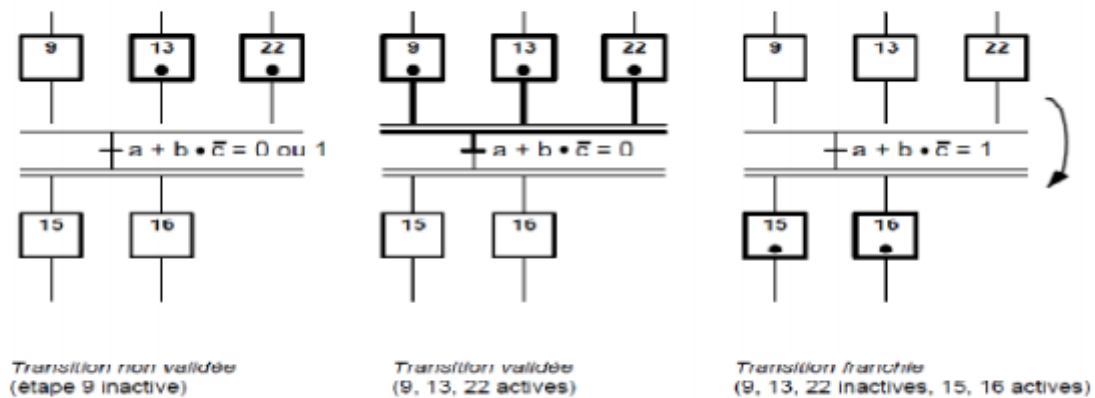 9 13 22 9 13 22 9 13 22
a + b • c̅ = 0 ou 1 a + b • c̅ = 0 a + b • c̅ = 1
15 16 15 16 15 16
Transition non validée Transition validée Transition franchie
(étape 9 inactive) (9, 13, 22 actives) (9, 13, 22 inactives, 15, 16 actives)